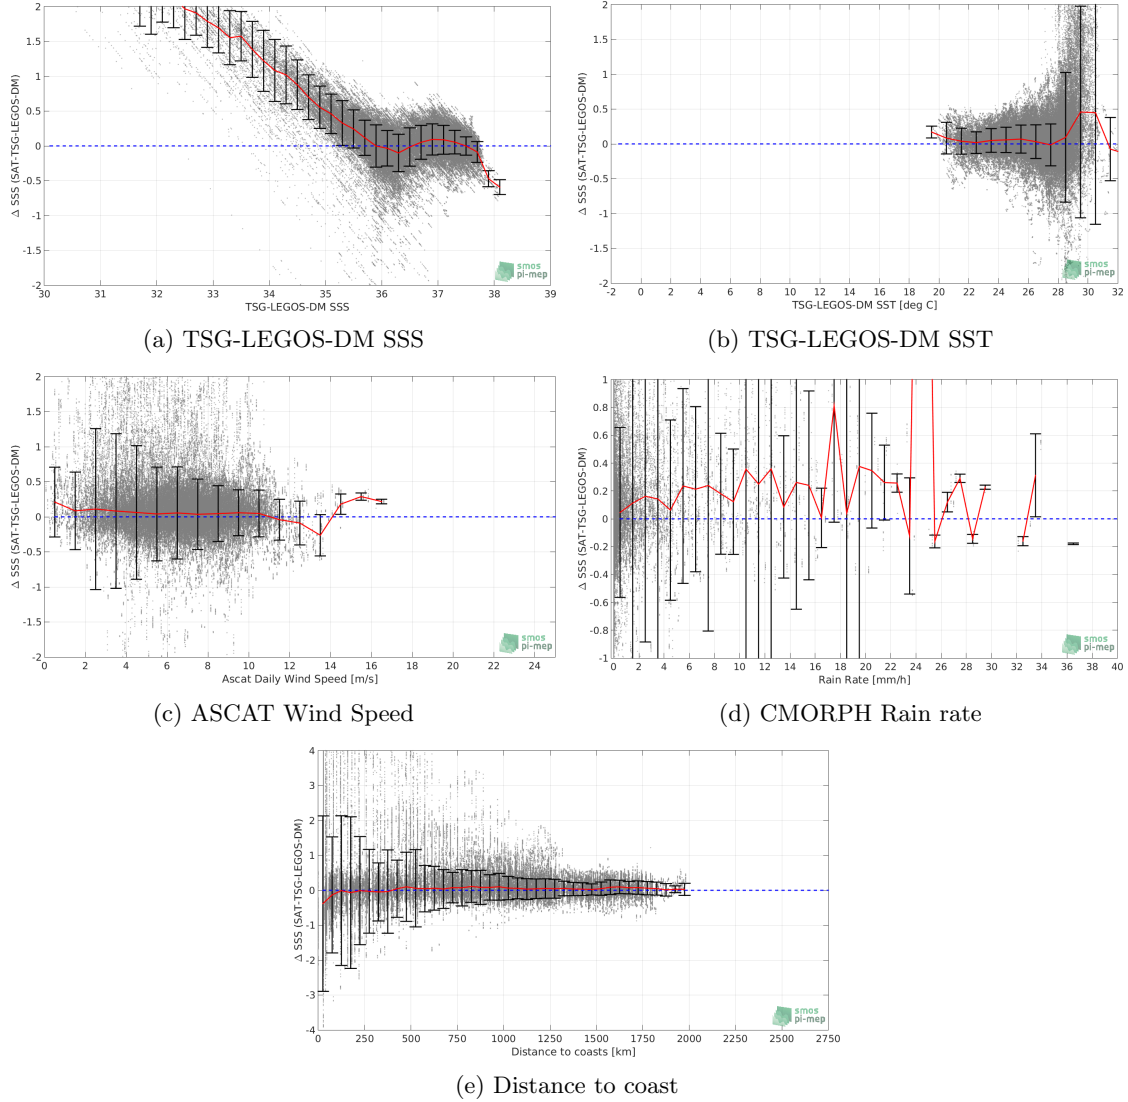 2
1.5
1
0.5
0
-0.5
-1
-1.5
-2
Δ SSS (SAT-TSG-LEGOS-DM)
30 31 32 33 34 35 36 37 38 39
TSG-LEGOS-DM SSS
smos
pi-mep
(a) TSG-LEGOS-DM SSS
2
1.5
1
0.5
0
-0.5
-1
-1.5
-2
Δ SSS (SAT-TSG-LEGOS-DM)
-2 0 2 4 6 8 10 12 14 16 18 20 22 24 26 28 30 32
TSG-LEGOS-DM SST [deg C]
smos
pi-mep
(b) TSG-LEGOS-DM SST
2
1.5
1
0.5
0
-0.5
-1
-1.5
-2
Δ SSS (SAT-TSG-LEGOS-DM)
0 2 4 6 8 10 12 14 16 18 20 22 24
Ascat Daily Wind Speed [m/s]
smos
pi-mep
(c) ASCAT Wind Speed
1
0.8
0.6
0.4
0.2
0
-0.2
-0.4
-0.6
-0.8
-1
Δ SSS (SAT-TSG-LEGOS-DM)
0 2 4 6 8 10 12 14 16 18 20 22 24 26 28 30 32 34 36 38 40
Rain Rate [mm/h]
smos
pi-mep
(d) CMORPH Rain rate
4
3
2
1
0
-1
-2
-3
-4
Δ SSS (SAT-TSG-LEGOS-DM)
0 250 500 750 1000 1250 1500 1750 2000 2250 2500 2750
Distance to coasts [km]
smos
pi-mep
(e) Distance to coast